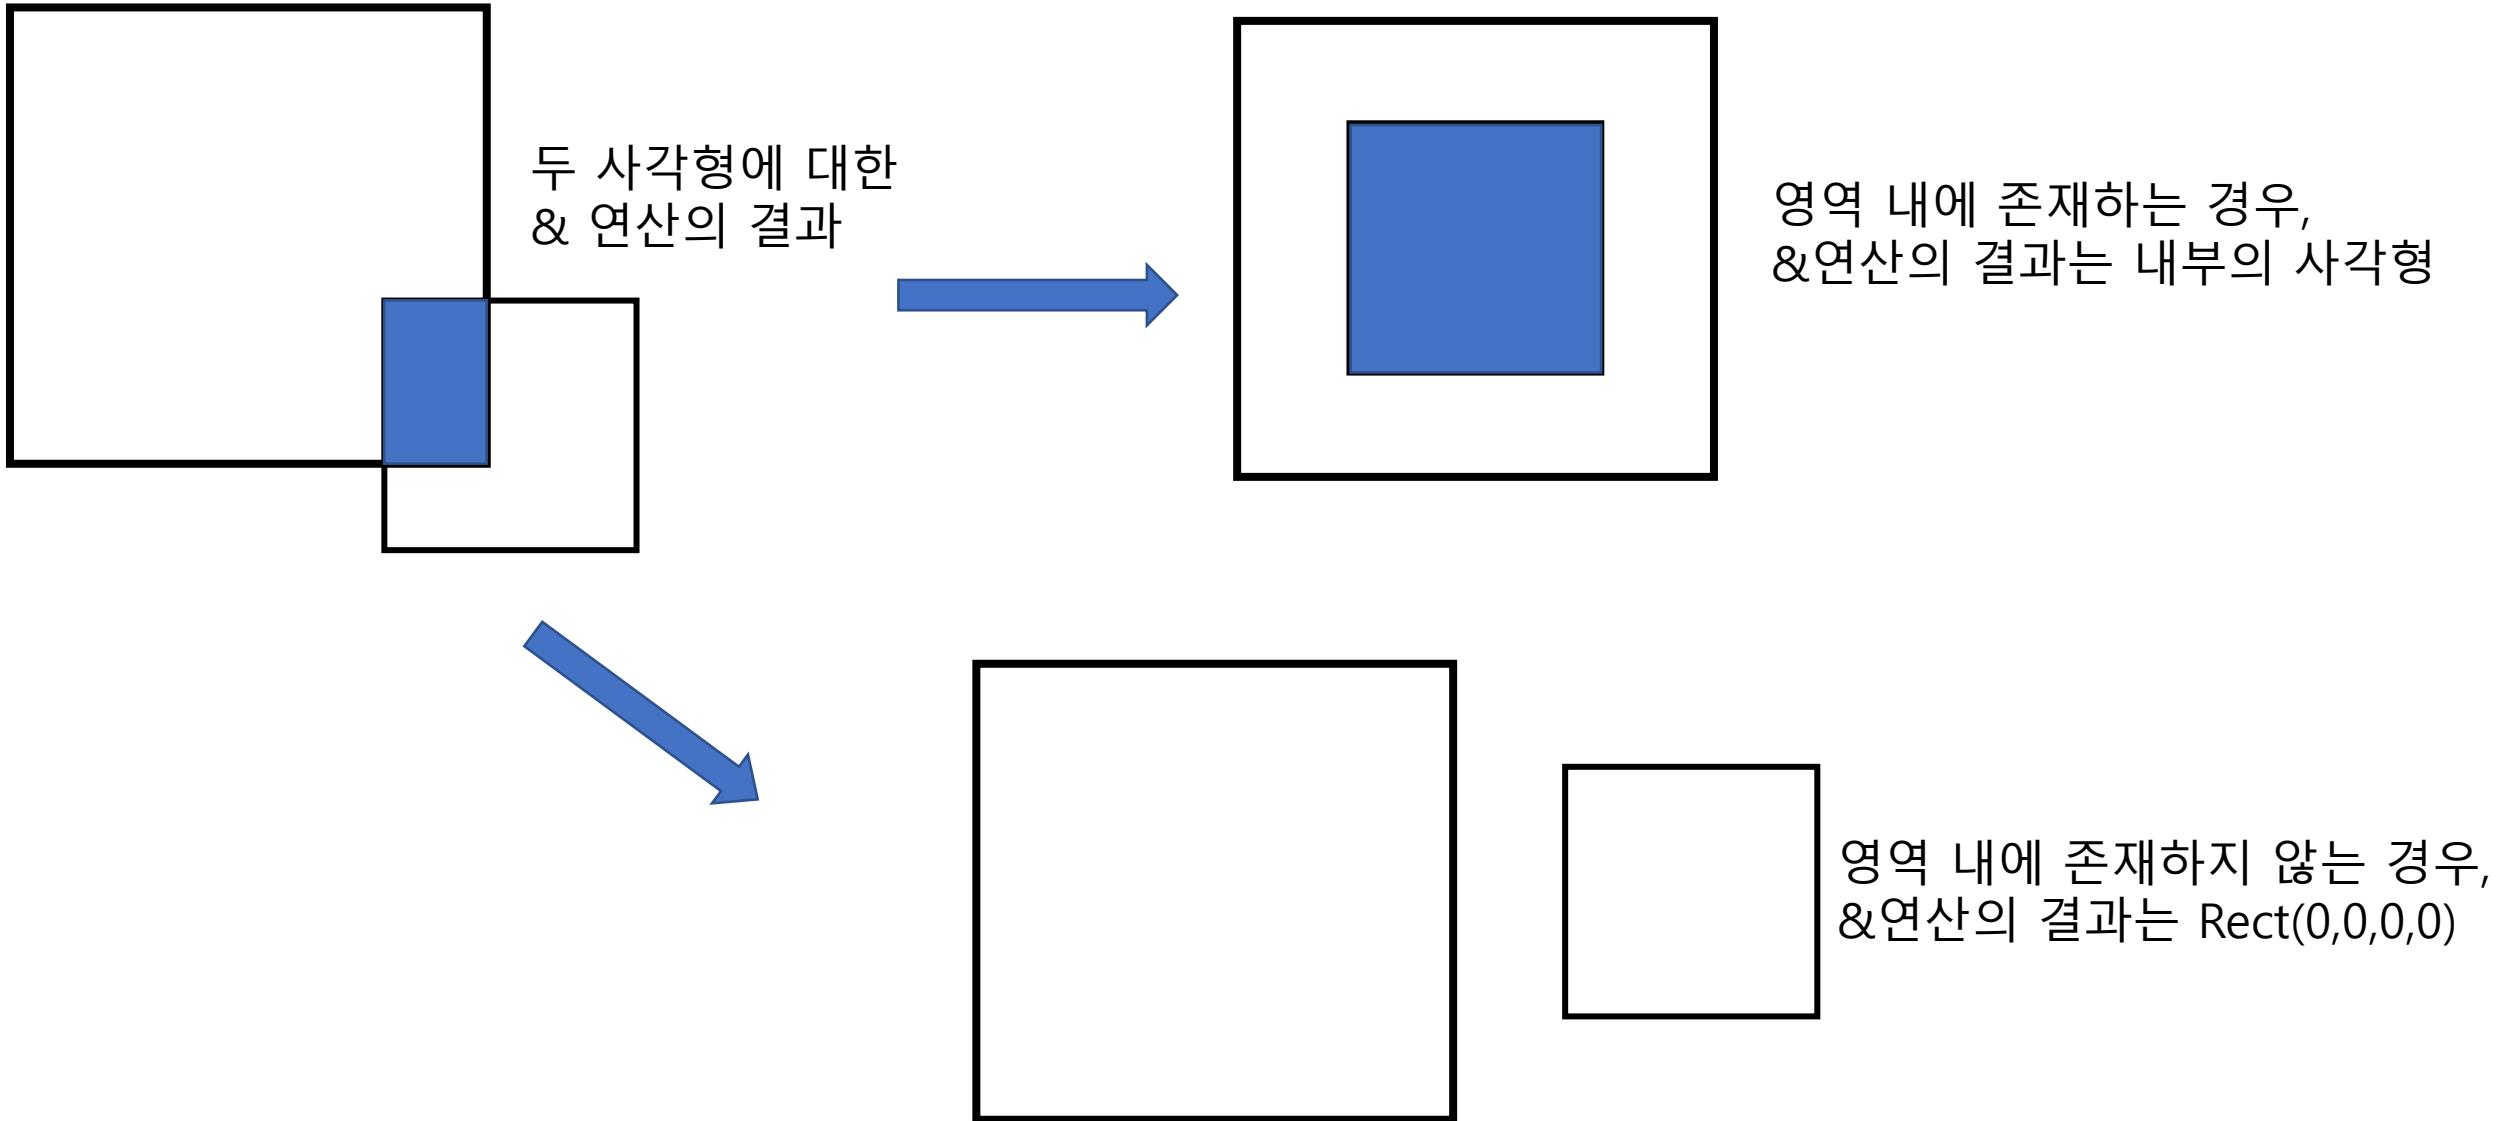 두 사각형에 대한
& 연산의 결과
영역 내에 존재하는 경우,
&연산의 결과는 내부의 사각형
영역 내에 존재하지 않는 경우,
&연산의 결과는 Rect(0,0,0,0)